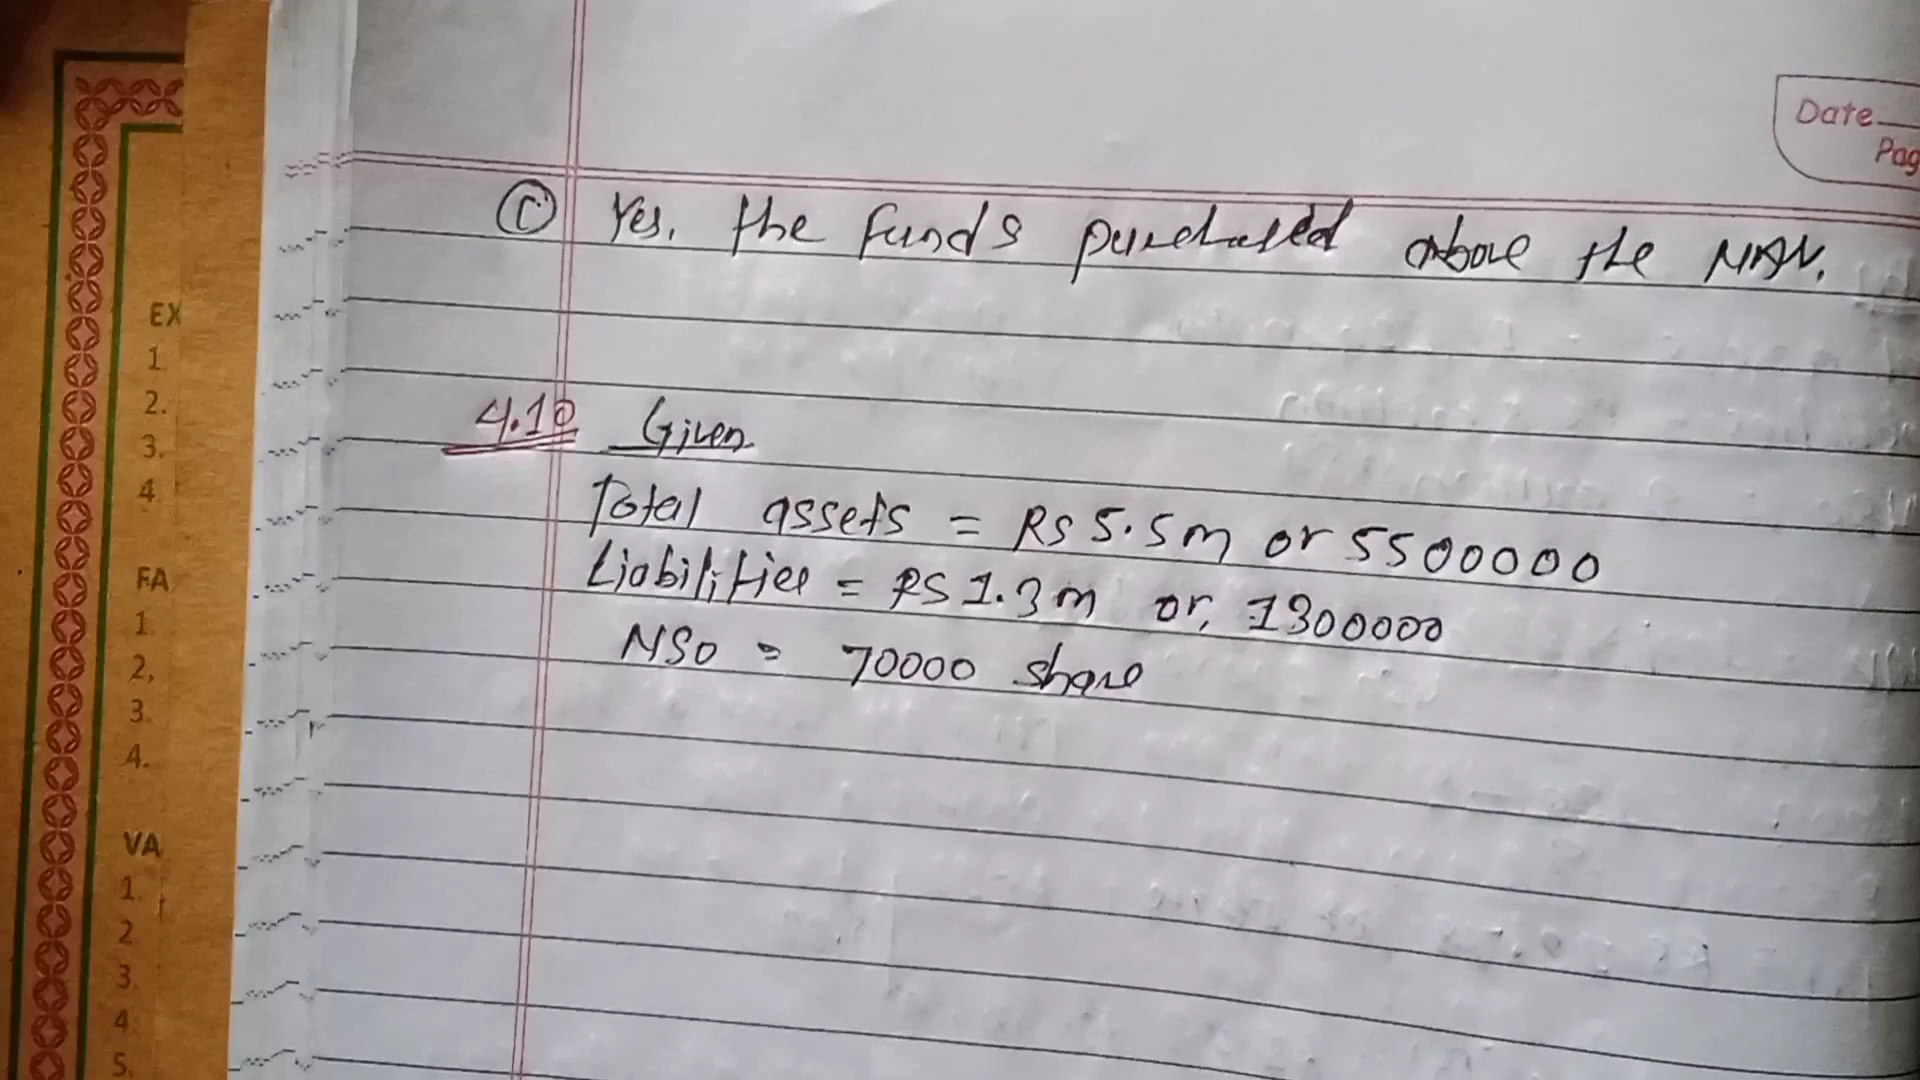 Date
Pag
Ⓒ Yes, the funds purchased above the NAV.
4.10 Given
Total assets = Rs 5.5m or 5500000
Liabilities = RS 1.3m or, 1300000
NSO = 70000 share
EX
1
2.
3.
4
FA
1.
2,
3.
4.
VA
1.
2
3.
4
5.